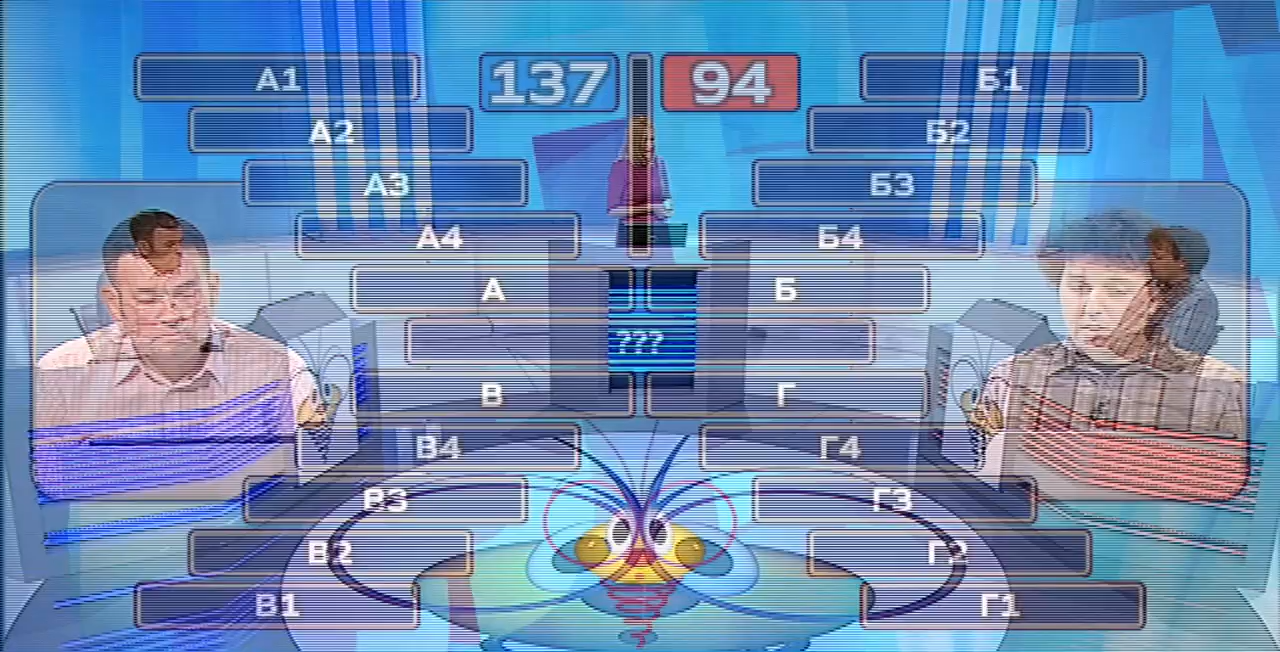 А1 137 94 Б1
А2 Б2
А3 Б3
А4 Б4
А Б
???
В Г
В4 Г4
В3 Г3
В2 Г2
В1 Г1